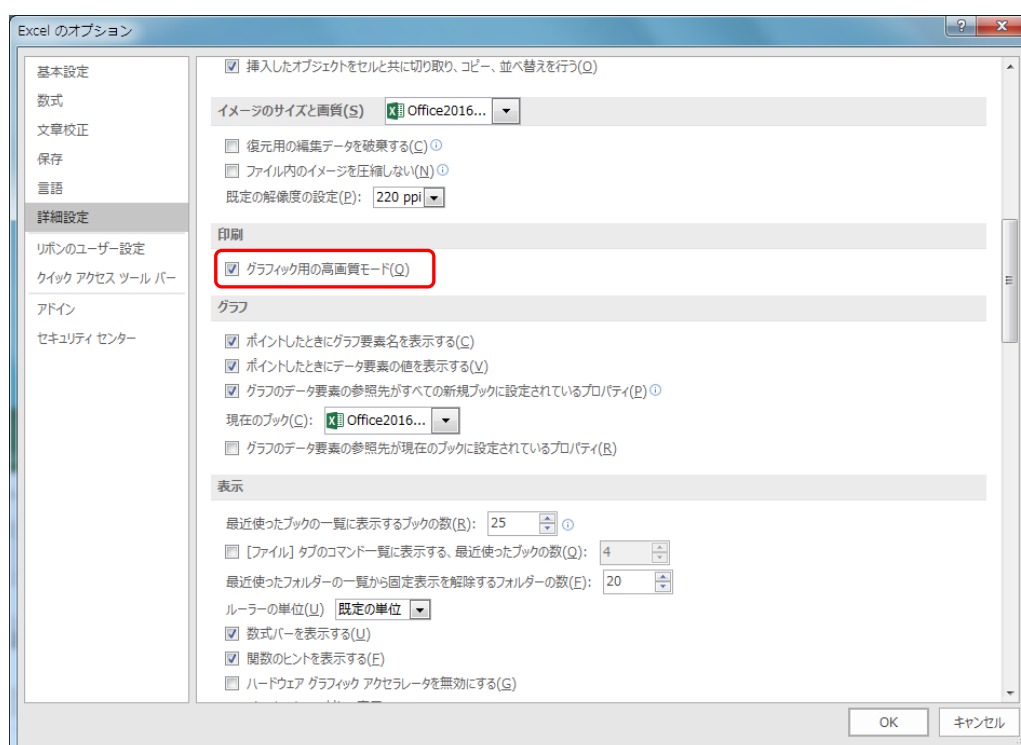 Excel のオプション
基本設定
数式
文章校正
保存
言語
詳細設定
リボンのユーザー設定
クイック アクセス ツール バー
アドイン
セキュリティ センター
挿入したオブジェクトをセルと共に切り取り、コピー、並べ替えを行う(O)
イメージのサイズと画質(S) Office2016...
復元用の編集データを破棄する(C)
ファイル内のイメージを圧縮しない(N)
既定の解像度の設定(P): 220 ppi
印刷
グラフィック用の高画質モード(Q)
グラフ
ポイントしたときにグラフ要素名を表示する(C)
ポイントしたときにデータ要素の値を表示する(V)
グラフのデータ要素の参照先がすべての新規ブックに設定されているプロパティ(P)
現在のブック(C): Office2016...
グラフのデータ要素の参照先が現在のブックに設定されているプロパティ(R)
表示
最近使ったブックの一覧に表示するブックの数(R): 25
[ファイル] タブのコマンド一覧に表示する、最近使ったブックの数(Q): 4
最近使ったフォルダーの一覧から固定表示を解除するフォルダーの数(F): 20
ルーラーの単位(U) 既定の単位
数式バーを表示する(U)
関数のヒントを表示する(F)
ハードウェア グラフィック アクセラレータを無効にする(G)
OK キャンセル